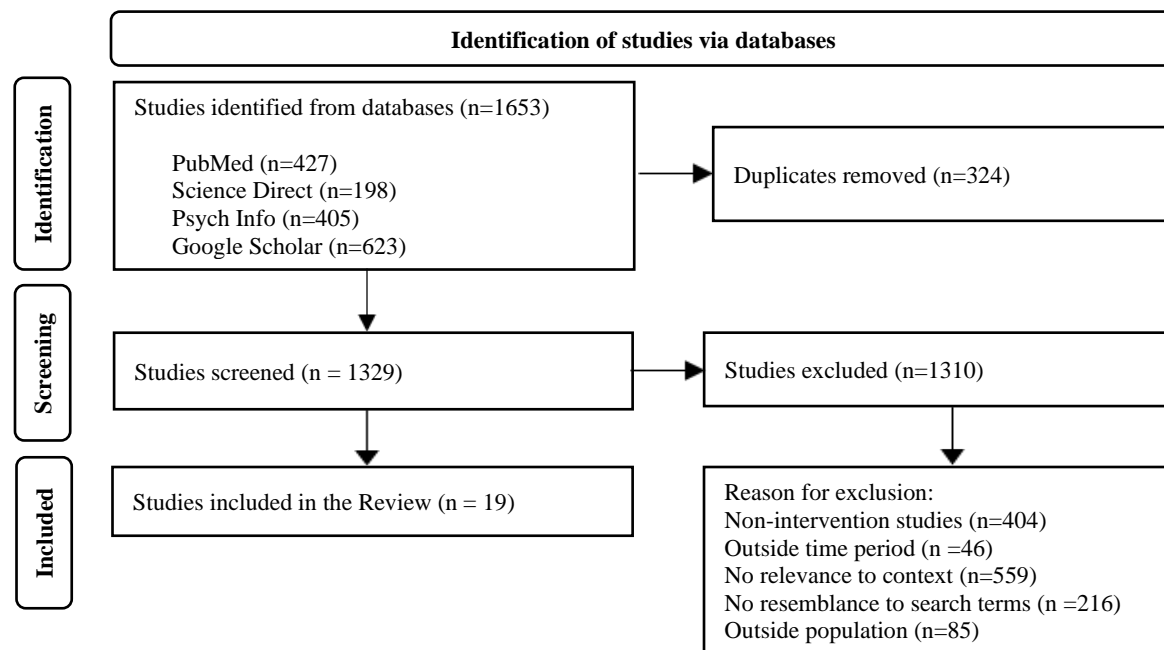 Identification of studies via databases
Identification
Studies identified from databases (n=1653)
PubMed (n=427)
Science Direct (n=198)
Psych Info (n=405)
Google Scholar (n=623)
Duplicates removed (n=324)
Screening
Studies screened (n = 1329)
Studies excluded (n=1310)
Included
Studies included in the Review (n = 19)
Reason for exclusion:
Non-intervention studies (n=404)
Outside time period (n =46)
No relevance to context (n=559)
No resemblance to search terms (n =216)
Outside population (n=85)